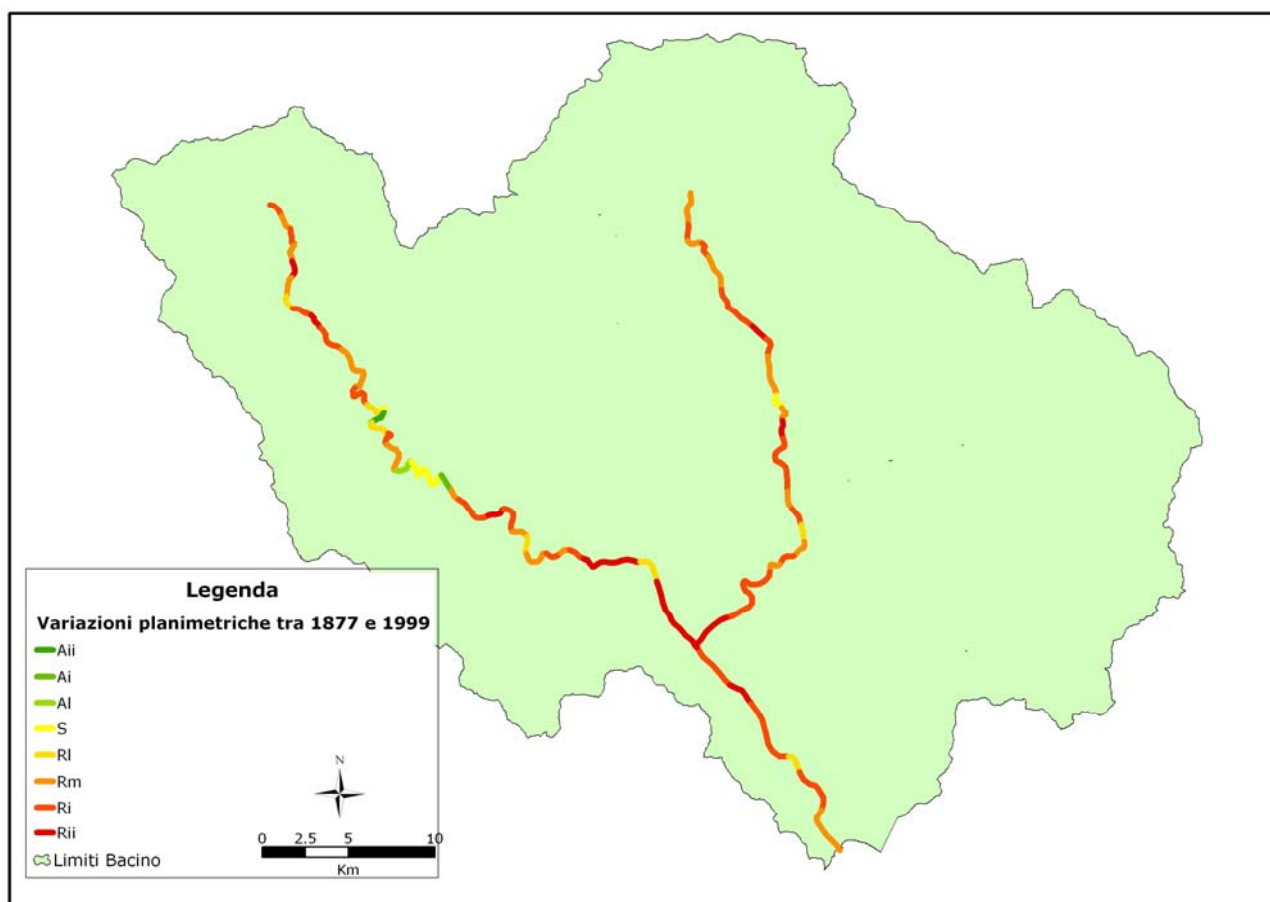 Legenda
Variazioni planimetriche tra 1877 e 1999
Aii
Ai
Al
S
Rl
Rm
Ri
Rii
Limiti Bacino
N
0 2.5 5 10
Km